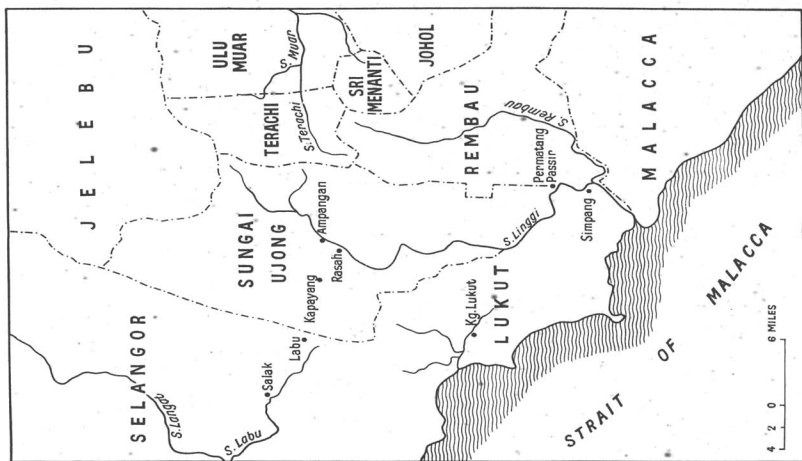 JELEBU
ULU
MUAR
S. Muar
TERACHI
S. Terachi
SRI
MENANTI
JOHOL
SELANGOR
S. Langat
SUNGAI
UJONG
Ampangan
Rasah
Kapayang
Labu
Salak
S. Labu
REMBAU
S. Rembau
Permatang
Passir
S. Linggi
Simpang
LUKUT
Kg. Lukut
MALACCA
STRAIT OF MALACCA
4 2 0 6 MILES